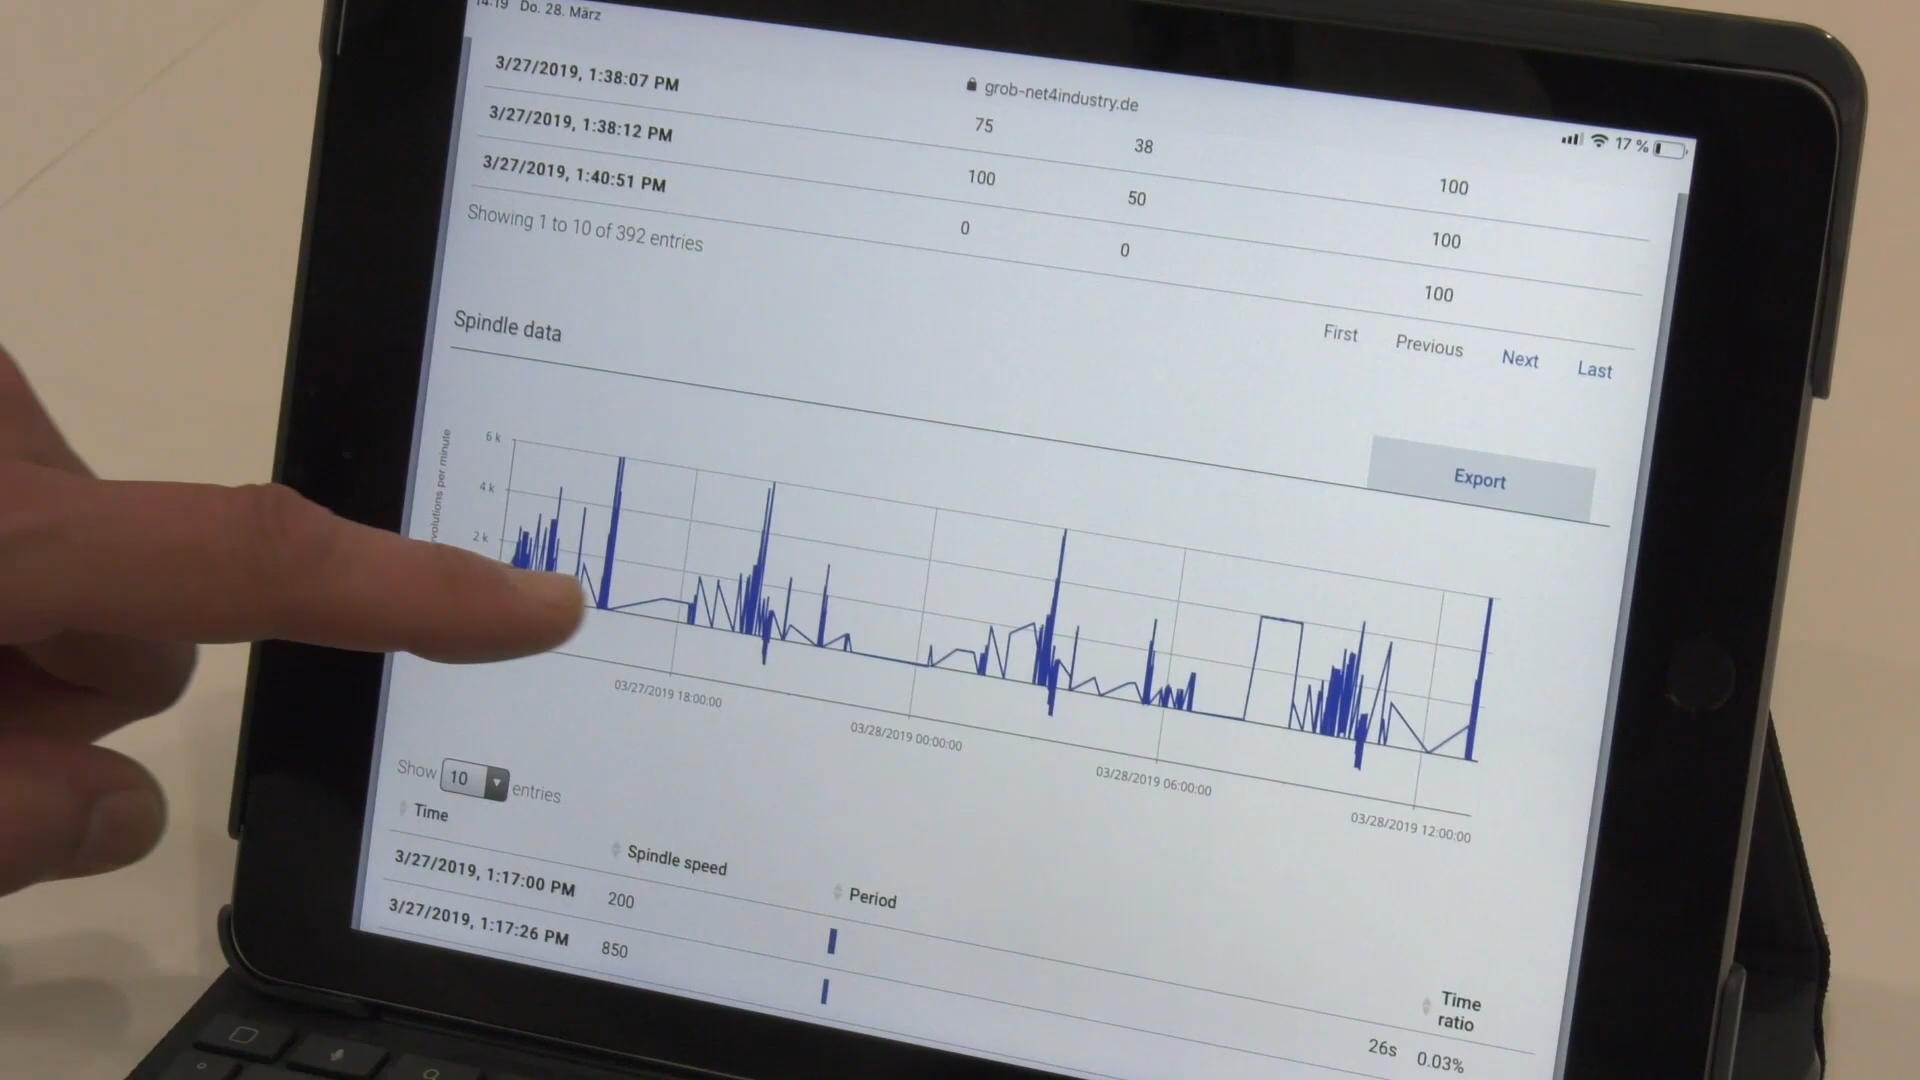 14:19 Do. 28. März
grob-net4industry.de
17 %
3/27/2019, 1:38:07 PM 75 38 100
3/27/2019, 1:38:12 PM 100 50 100
3/27/2019, 1:40:51 PM 0 0 100
Showing 1 to 10 of 392 entries
First Previous Next Last
Spindle data
Export
6 k
4 k
2 k
03/27/2019 18:00:00
03/28/2019 00:00:00
03/28/2019 06:00:00
03/28/2019 12:00:00
Show 10 entries
Time Spindle speed Period Time ratio
3/27/2019, 1:17:00 PM 200 26s 0.03%
3/27/2019, 1:17:26 PM 850
per minute